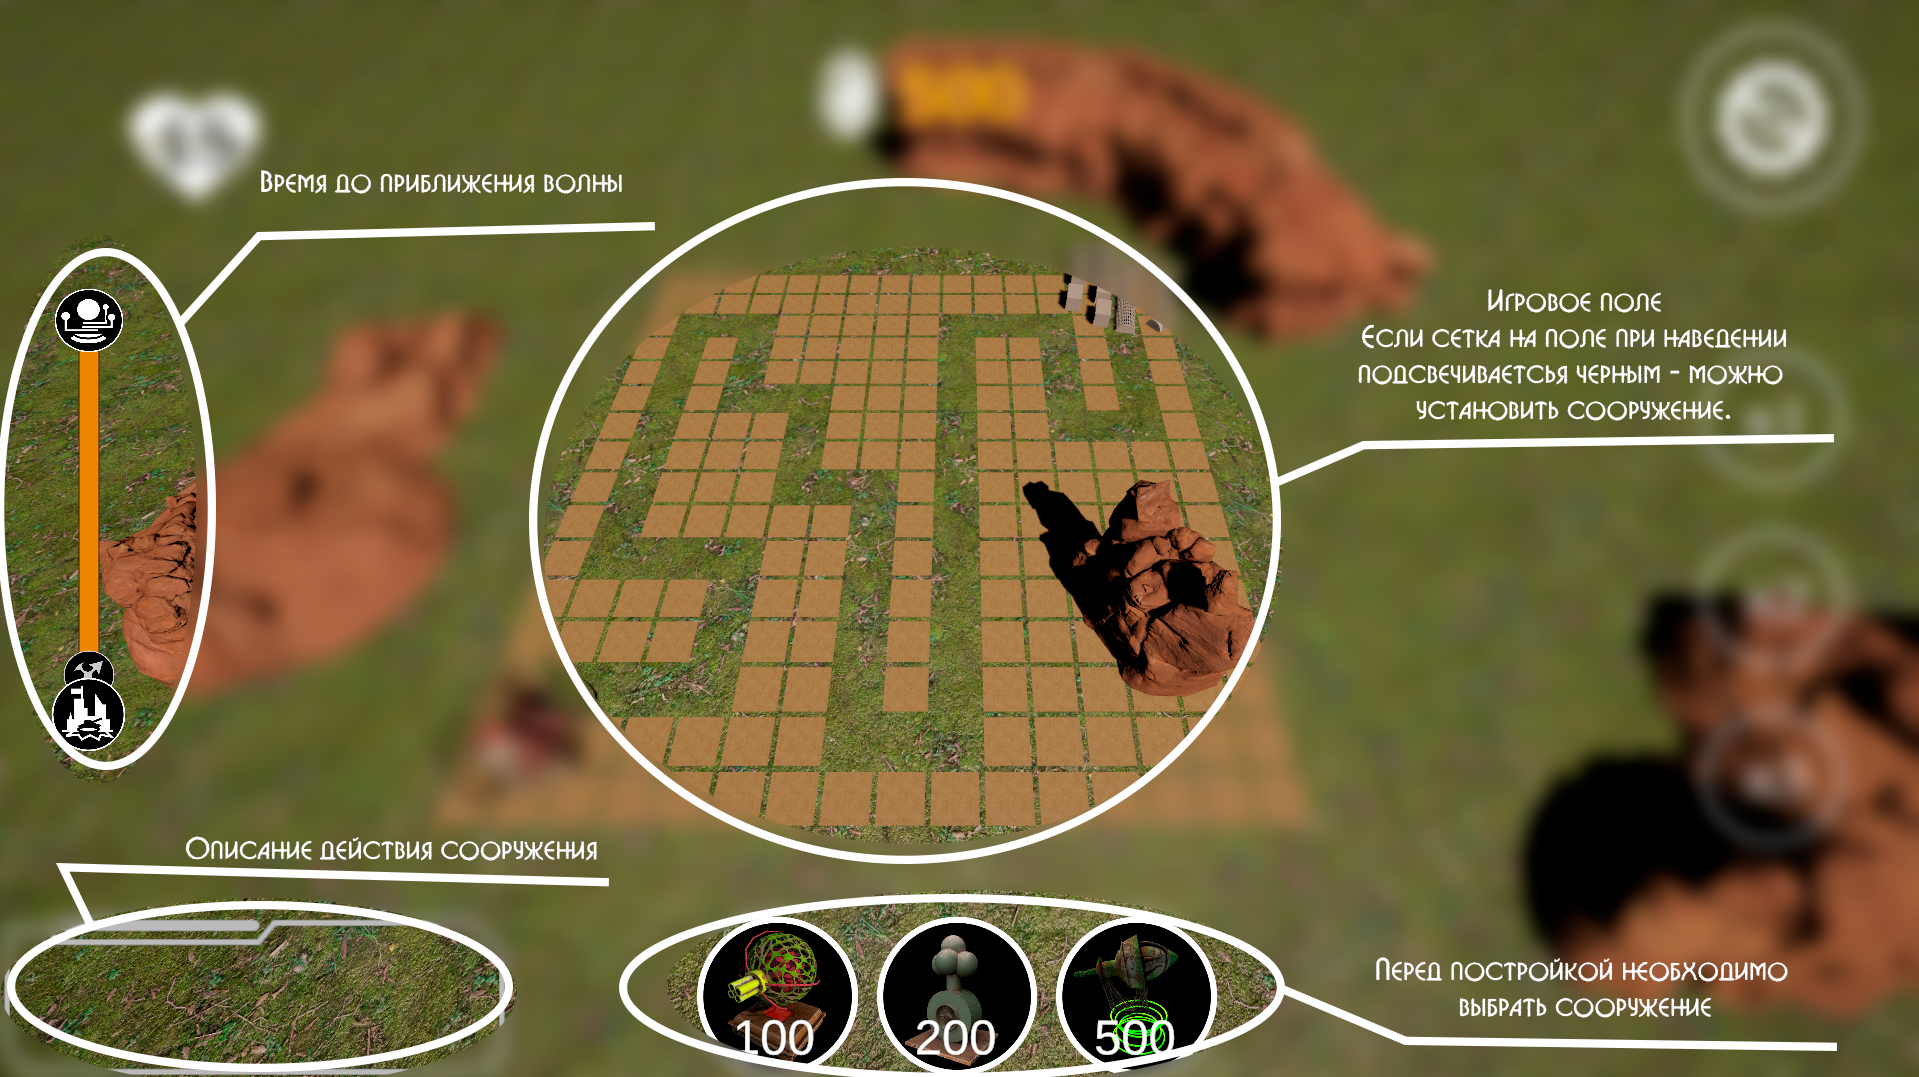 Время до приближения волны
Игровое поле
Если сетка на поле при наведении
подсвечиваетсья черным - можно
установить сооружение.
Описание действия сооружения
Перед постройкой необходимо
выбрать сооружение
100
200
500